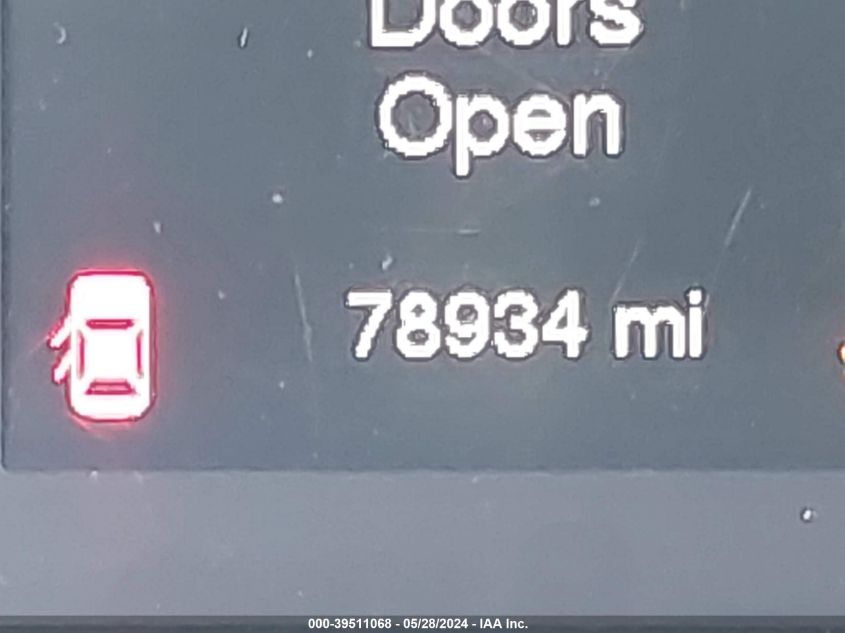 Doors
Open
78934 mi
000-39511068 - 05/28/2024 - IAA Inc.